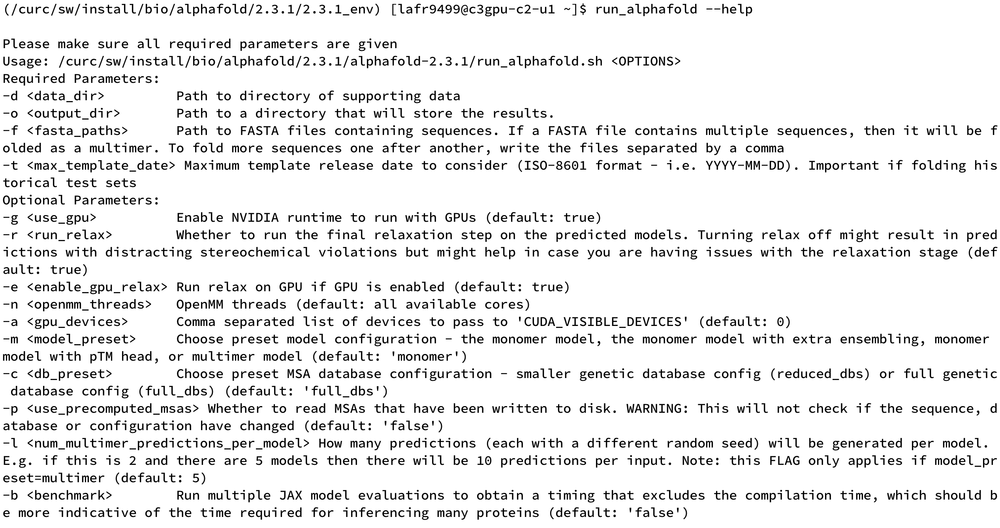 (/curc/sw/install/bio/alphafold/2.3.1/2.3.1_env) [lafr9499@c3gpu-c2-u1 ~]$ run_alphafold --help
Please make sure all required parameters are given
Usage: /curc/sw/install/bio/alphafold/2.3.1/alphafold-2.3.1/run_alphafold.sh <OPTIONS>
Required Parameters:
-d <data_dir>         Path to directory of supporting data
-o <output_dir>       Path to a directory that will store the results.
-f <fasta_paths>      Path to FASTA files containing sequences. If a FASTA file contains multiple sequences, then it will be f
olded as a multimer. To fold more sequences one after another, write the files separated by a comma
-t <max_template_date> Maximum template release date to consider (ISO-8601 format - i.e. YYYY-MM-DD). Important if folding his
torical test sets
Optional Parameters:
-g <use_gpu>          Enable NVIDIA runtime to run with GPUs (default: true)
-r <run_relax>        Whether to run the final relaxation step on the predicted models. Turning relax off might result in pred
ictions with distracting stereochemical violations but might help in case you are having issues with the relaxation stage (def
ault: true)
-e <enable_gpu_relax> Run relax on GPU if GPU is enabled (default: true)
-n <openmm_threads>   OpenMM threads (default: all available cores)
-a <gpu_devices>      Comma separated list of devices to pass to 'CUDA_VISIBLE_DEVICES' (default: 0)
-m <model_preset>     Choose preset model configuration - the monomer model, the monomer model with extra ensembling, monomer
model with pTM head, or multimer model (default: 'monomer')
-c <db_preset>        Choose preset MSA database configuration - smaller genetic database config (reduced_dbs) or full genetic
 database config (full_dbs) (default: 'full_dbs')
-p <use_precomputed_msas> Whether to read MSAs that have been written to disk. WARNING: This will not check if the sequence, d
atabase or configuration have changed (default: 'false')
-l <num_multimer_predictions_per_model> How many predictions (each with a different random seed) will be generated per model.
E.g. if this is 2 and there are 5 models then there will be 10 predictions per input. Note: this FLAG only applies if model_pr
eset=multimer (default: 5)
-b <benchmark>        Run multiple JAX model evaluations to obtain a timing that excludes the compilation time, which should b
e more indicative of the time required for inferencing many proteins (default: 'false')